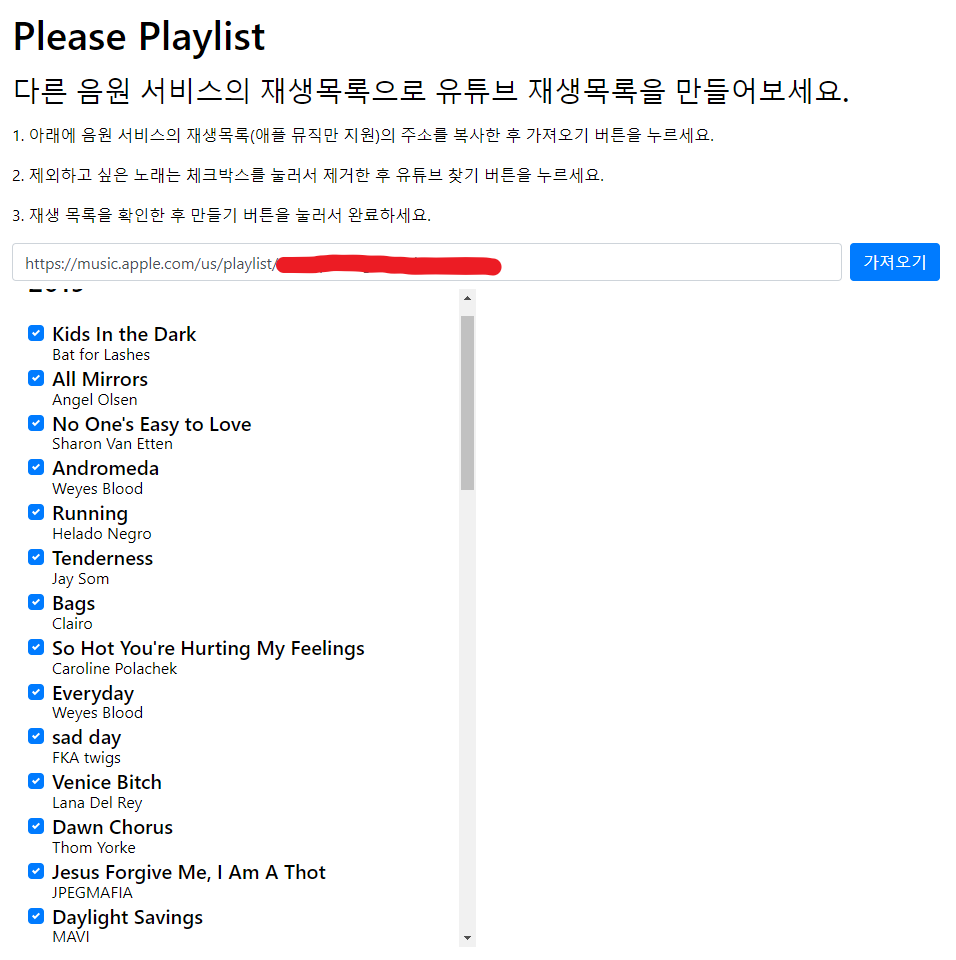 Please Playlist
다른 음원 서비스의 재생목록으로 유튜브 재생목록을 만들어보세요.
1. 아래에 음원 서비스의 재생목록(애플 뮤직만 지원)의 주소를 복사한 후 가져오기 버튼을 누르세요.
2. 제외하고 싶은 노래는 체크박스를 눌러서 제거한 후 유튜브 찾기 버튼을 누르세요.
3. 재생 목록을 확인한 후 만들기 버튼을 눌러서 완료하세요.
https://music.apple.com/us/playlist/
가져오기
2019
Kids In the Dark
Bat for Lashes
All Mirrors
Angel Olsen
No One's Easy to Love
Sharon Van Etten
Andromeda
Weyes Blood
Running
Helado Negro
Tenderness
Jay Som
Bags
Clairo
So Hot You're Hurting My Feelings
Caroline Polachek
Everyday
Weyes Blood
sad day
FKA twigs
Venice Bitch
Lana Del Rey
Dawn Chorus
Thom Yorke
Jesus Forgive Me, I Am A Thot
JPEGMAFIA
Daylight Savings
MAVI